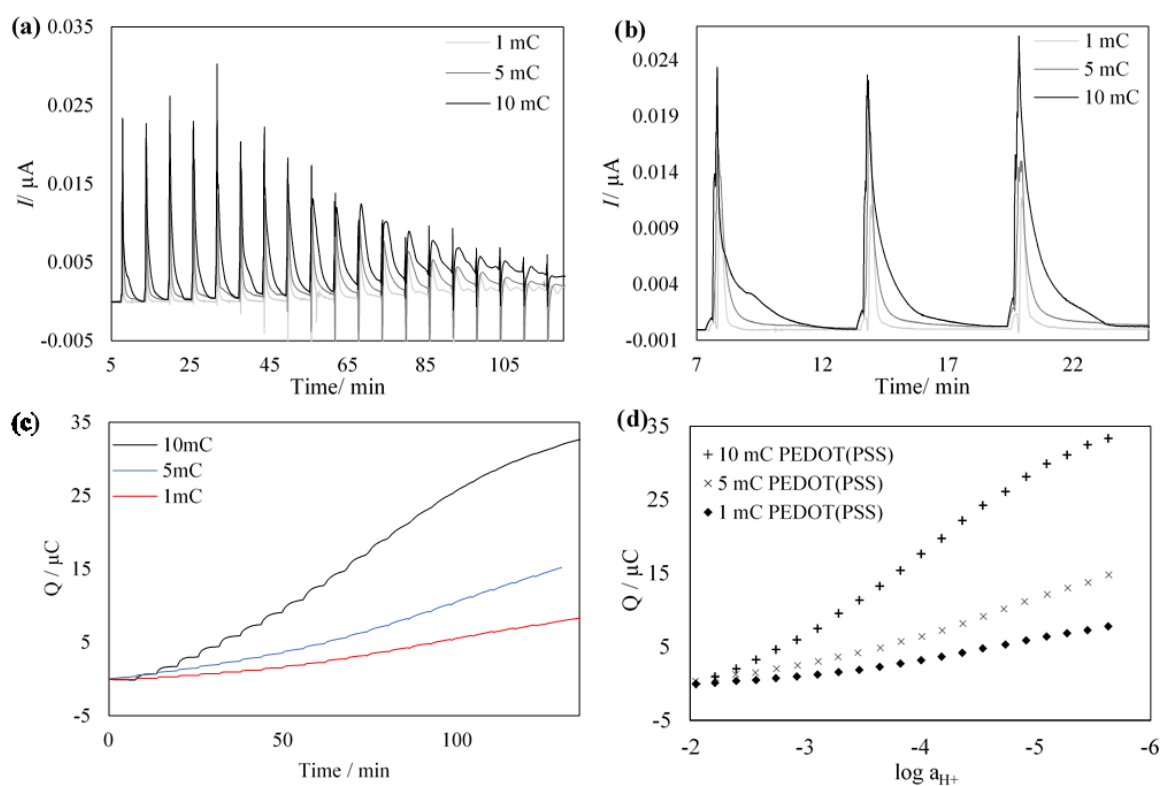 (a)
0.035
0.025
0.015
0.005
-0.005
I/ µA
1 mC
5 mC
10 mC
5 25 45 65 85 105
Time/ min
(b)
0.024
0.019
0.014
0.009
0.004
-0.001
I/ µA
1 mC
5 mC
10 mC
7 12 17 22
Time/ min
(c)
35
25
15
5
-5
Q / µC
10mC
5mC
1mC
0 50 100
Time / min
(d)
35
25
15
5
-5
Q / µC
10 mC PEDOT(PSS)
5 mC PEDOT(PSS)
1 mC PEDOT(PSS)
-2 -3 -4 -5 -6
log aH+